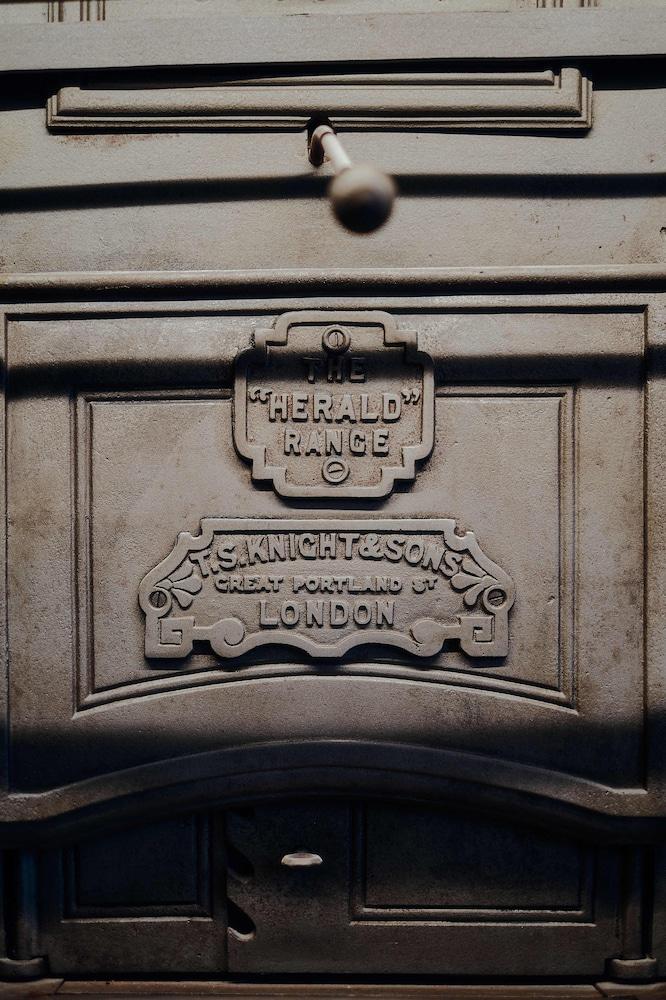 THE
"HERALD"
RANGE
T.S. KNIGHT & SONS
GREAT PORTLAND ST
LONDON